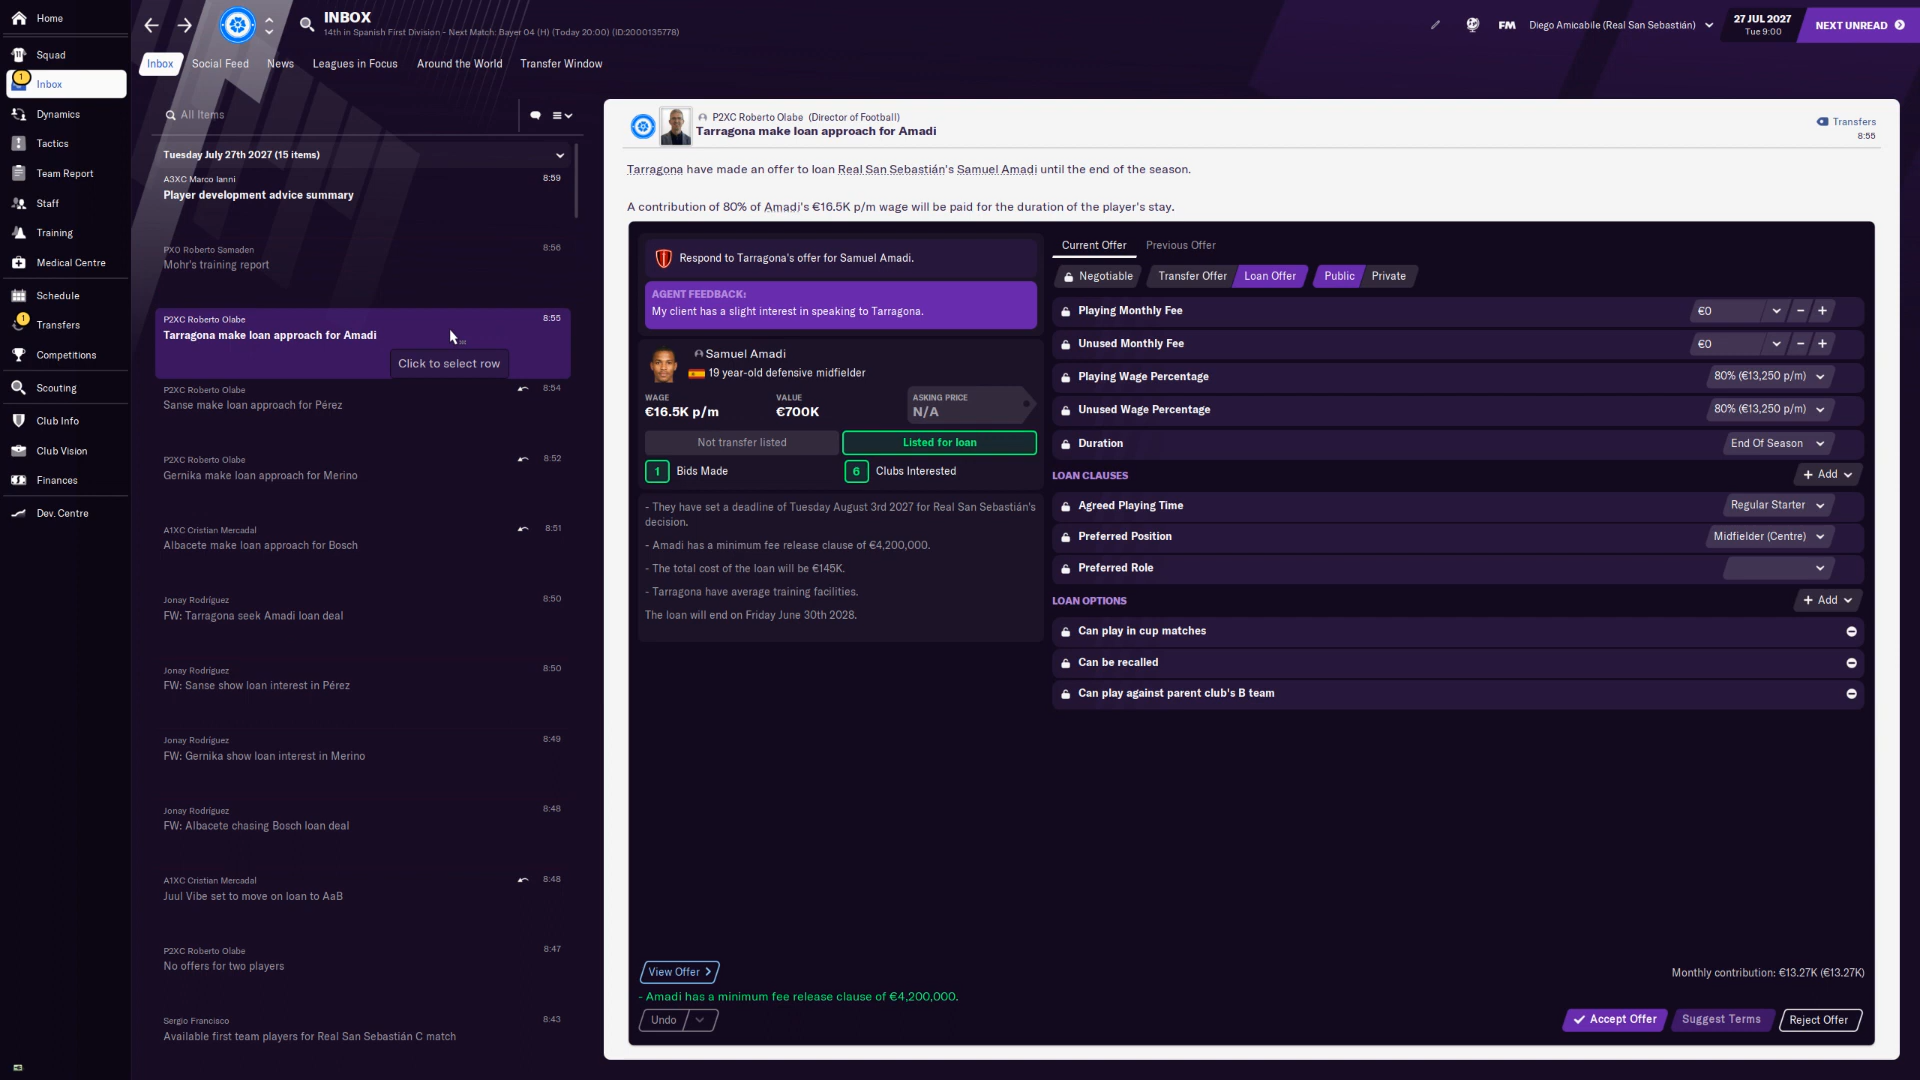 Home
Squad
1
Inbox
Dynamics
Tactics
Team Report
Staff
Training
Medical Centre
Schedule
1
Transfers
Competitions
Scouting
Club Info
Club Vision
Finances
Dev. Centre
INBOX
14th in Spanish First Division - Next Match: Bayer 04 (H) (Today 20:00) (ID:2000135778)
FM
Diego Amicabile (Real San Sebastián)
27 JUL 2027
Tue 9:00
NEXT UNREAD
Inbox
Social Feed
News
Leagues in Focus
Around the World
Transfer Window
All Items
Tuesday July 27th 2027 (15 items)
A3XC Marco Ianni 8:59
Player development advice summary
PXO Roberto Samaden 8:56
Mohr's training report
P2XC Roberto Olabe 8:55
Tarragona make loan approach for Amadi
Click to select row
P2XC Roberto Olabe 8:54
Sanse make loan approach for Pérez
P2XC Roberto Olabe 8:52
Gernika make loan approach for Merino
A1XC Cristian Mercadal 8:51
Albacete make loan approach for Bosch
Jonay Rodríguez 8:50
FW: Tarragona seek Amadi loan deal
Jonay Rodríguez 8:50
FW: Sanse show loan interest in Pérez
Jonay Rodríguez 8:49
FW: Gernika show loan interest in Merino
Jonay Rodríguez 8:48
FW: Albacete chasing Bosch loan deal
A1XC Cristian Mercadal 8:48
Juul Vibe set to move on loan to AaB
P2XC Roberto Olabe 8:47
No offers for two players
Sergio Francisco 8:43
Available first team players for Real San Sebastián C match
P2XC Roberto Olabe (Director of Football)
Tarragona make loan approach for Amadi
Transfers
8:55
Tarragona have made an offer to loan Real San Sebastián's Samuel Amadi until the end of the season.
A contribution of 80% of Amadi's €16.5K p/m wage will be paid for the duration of the player's stay.
Respond to Tarragona's offer for Samuel Amadi.
AGENT FEEDBACK:
My client has a slight interest in speaking to Tarragona.
Samuel Amadi
19 year-old defensive midfielder
WAGE VALUE ASKING PRICE
€16.5K p/m €700K N/A
Not transfer listed Listed for loan
1 Bids Made 6 Clubs Interested
- They have set a deadline of Tuesday August 3rd 2027 for Real San Sebastián's
decision.
- Amadi has a minimum fee release clause of €4,200,000.
- The total cost of the loan will be €145K.
- Tarragona have average training facilities.
The loan will end on Friday June 30th 2028.
Current Offer Previous Offer
Negotiable Transfer Offer Loan Offer Public Private
Playing Monthly Fee €0
Unused Monthly Fee €0
Playing Wage Percentage 80% (€13,250 p/m)
Unused Wage Percentage 80% (€13,250 p/m)
Duration End Of Season
LOAN CLAUSES + Add
Agreed Playing Time Regular Starter
Preferred Position Midfielder (Centre)
Preferred Role
LOAN OPTIONS + Add
Can play in cup matches
Can be recalled
Can play against parent club's B team
View Offer
Monthly contribution: €13.27K (€13.27K)
- Amadi has a minimum fee release clause of €4,200,000.
Undo
Accept Offer Suggest Terms Reject Offer